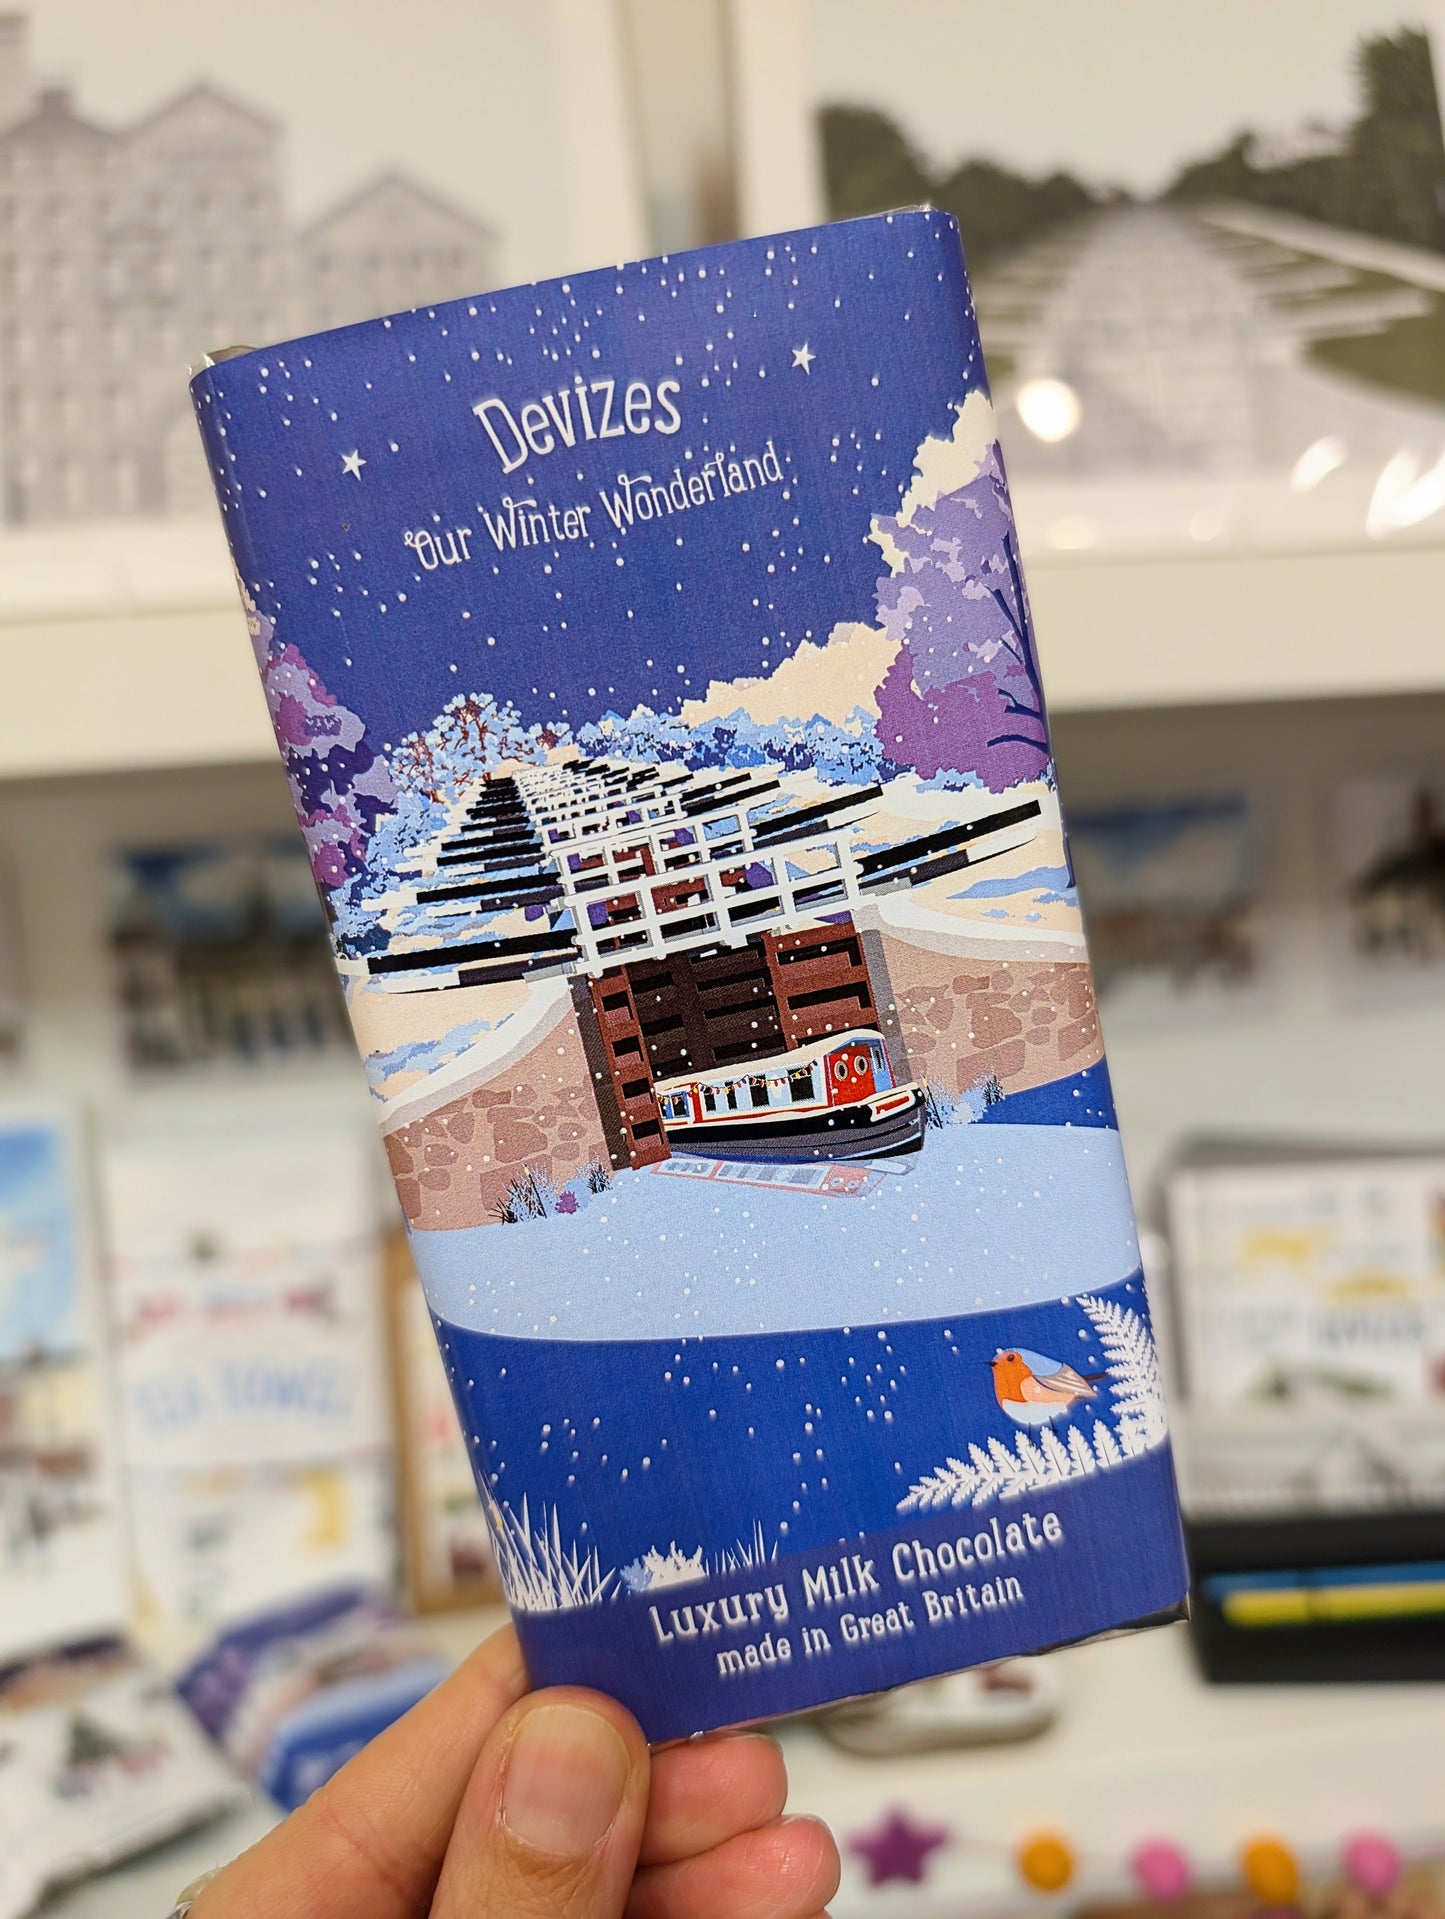 Devizes
Our Winter Wonderland
Luxury Milk Chocolate
made in Great Britain